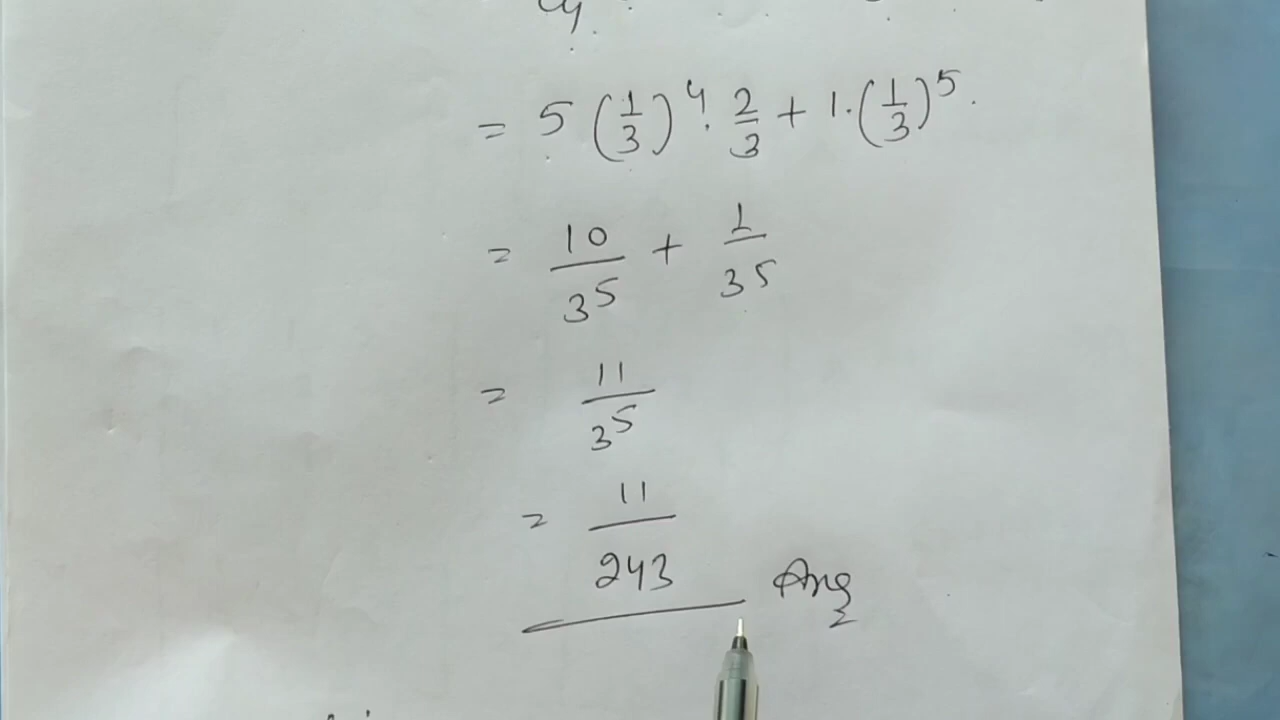 = 5 (1/3)^4 . 2/3 + 1 . (1/3)^5 .
= 10/3^5 + 1/3^5
= 11/3^5
= 11/243 Ans